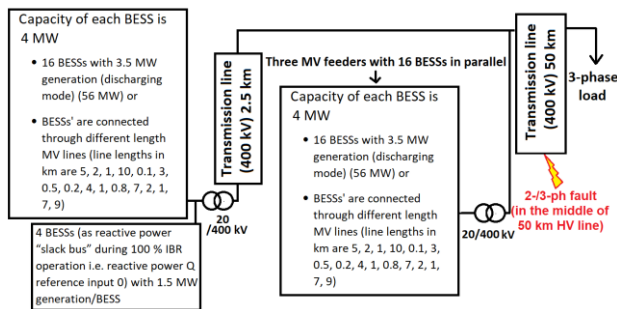 Capacity of each BESS is
4 MW
• 16 BESSs with 3.5 MW
generation (discharging
mode) (56 MW) or
• BESSs' are connected
through different length
MV lines (line lengths in
km are 5, 2, 1, 10, 0.1, 3,
0.5, 0.2, 4, 1, 0.8, 7, 2, 1,
7, 9)
4 BESSs (as reactive power
"slack bus" during 100 % IBR
operation i.e. reactive power Q
reference input 0) with 1.5 MW
generation/BESS
20
/400 kV
Transmission line
(400 kV) 2.5 km
Three MV feeders with 16 BESSs in parallel
Capacity of each BESS is
4 MW
• 16 BESSs with 3.5 MW
generation (discharging
mode) (56 MW) or
• BESSs' are connected
through different length
MV lines (line lengths in
km are 5, 2, 1, 10, 0.1, 3,
0.5, 0.2, 4, 1, 0.8, 7, 2, 1,
7, 9)
20/400 kV
Transmission line
(400 kV) 50 km
3-phase
load
2-/3-ph fault
(in the middle of
50 km HV line)